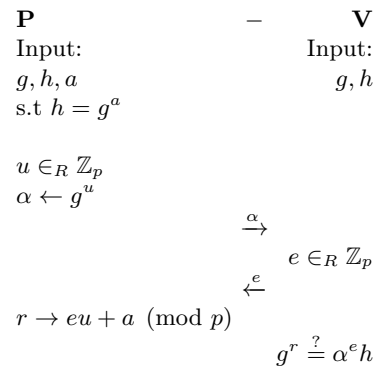 P – V
Input: Input:
g, h, a g, h
s.t h = g^a
u ∈_R ℤ_p
α ← g^u
α →
e ∈_R ℤ_p
e ←
r → eu + a (mod p)
g^r ≟ α^e h